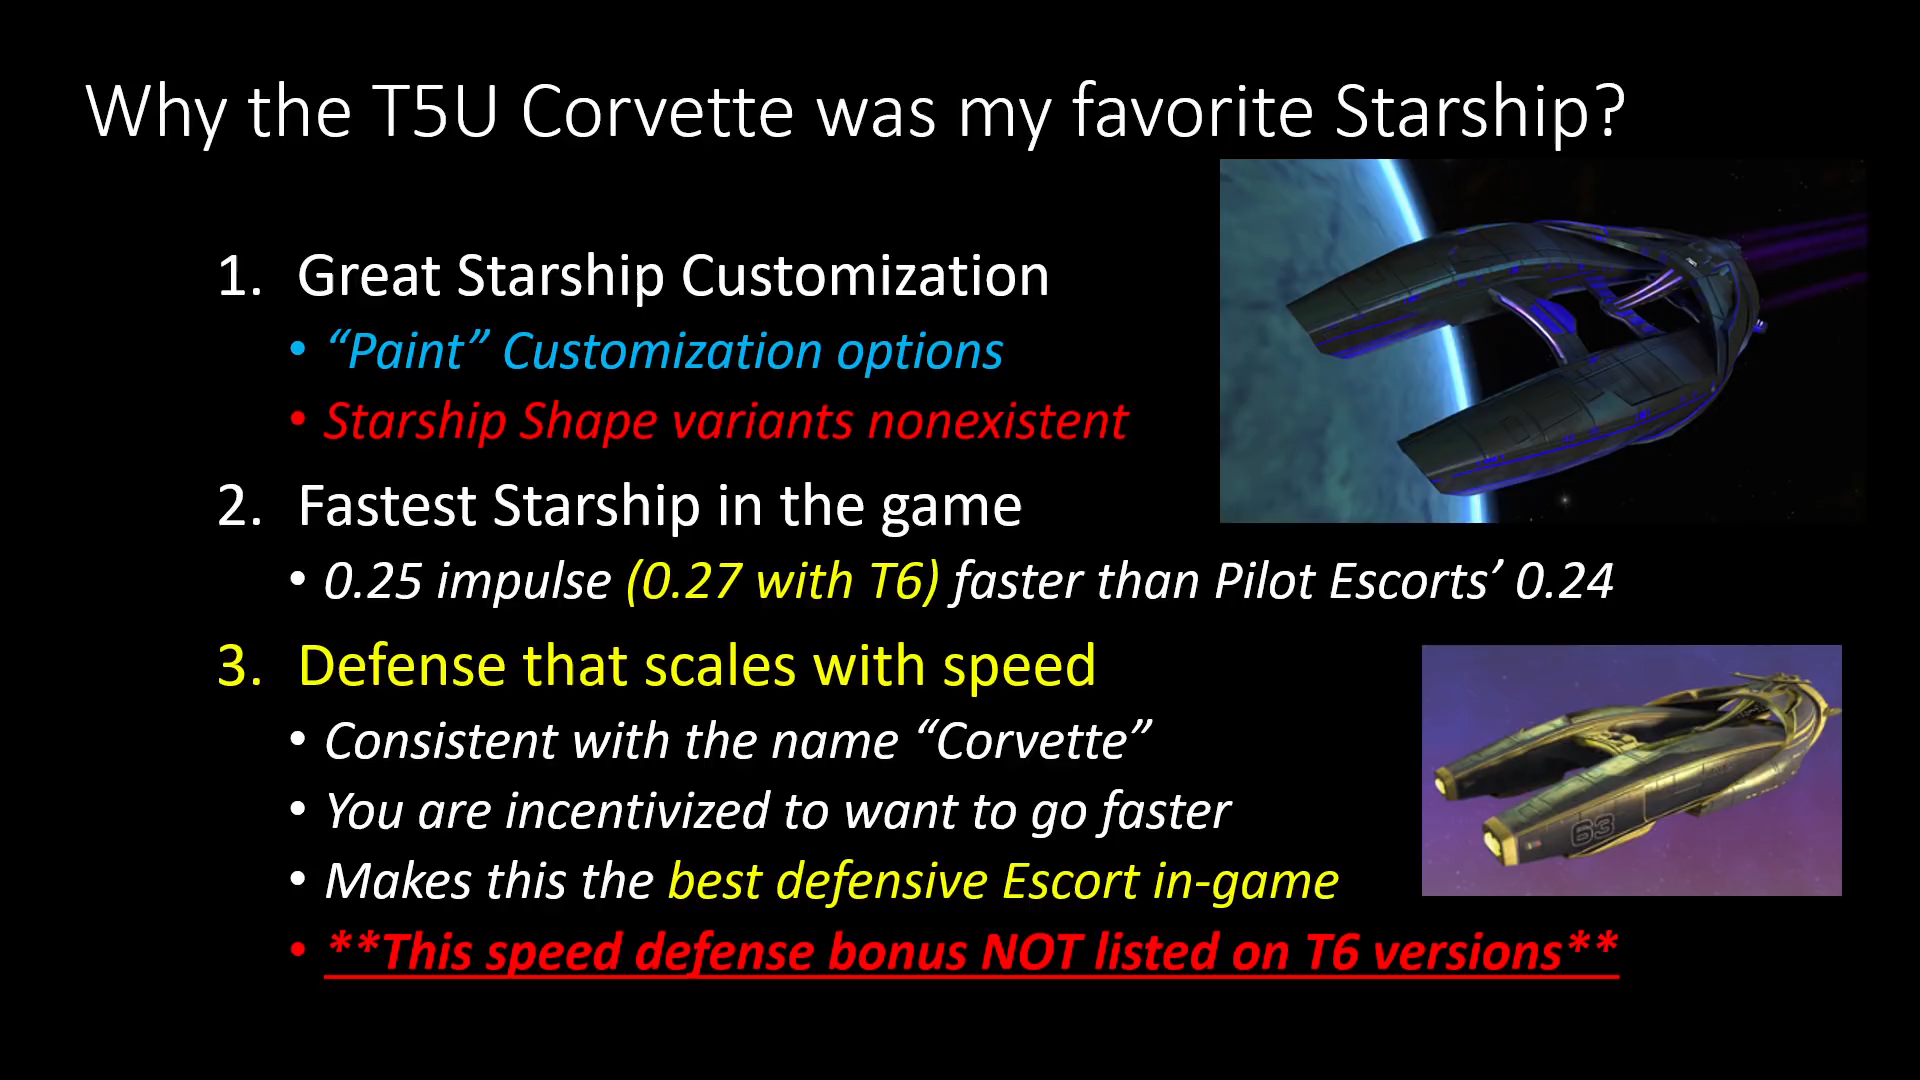 Why the T5U Corvette was my favorite Starship?
1. Great Starship Customization
• “Paint” Customization options
• Starship Shape variants nonexistent
2. Fastest Starship in the game
• 0.25 impulse (0.27 with T6) faster than Pilot Escorts’ 0.24
3. Defense that scales with speed
• Consistent with the name “Corvette”
• You are incentivized to want to go faster
63
• Makes this the best defensive Escort in-game
• **This speed defense bonus NOT listed on T6 versions**